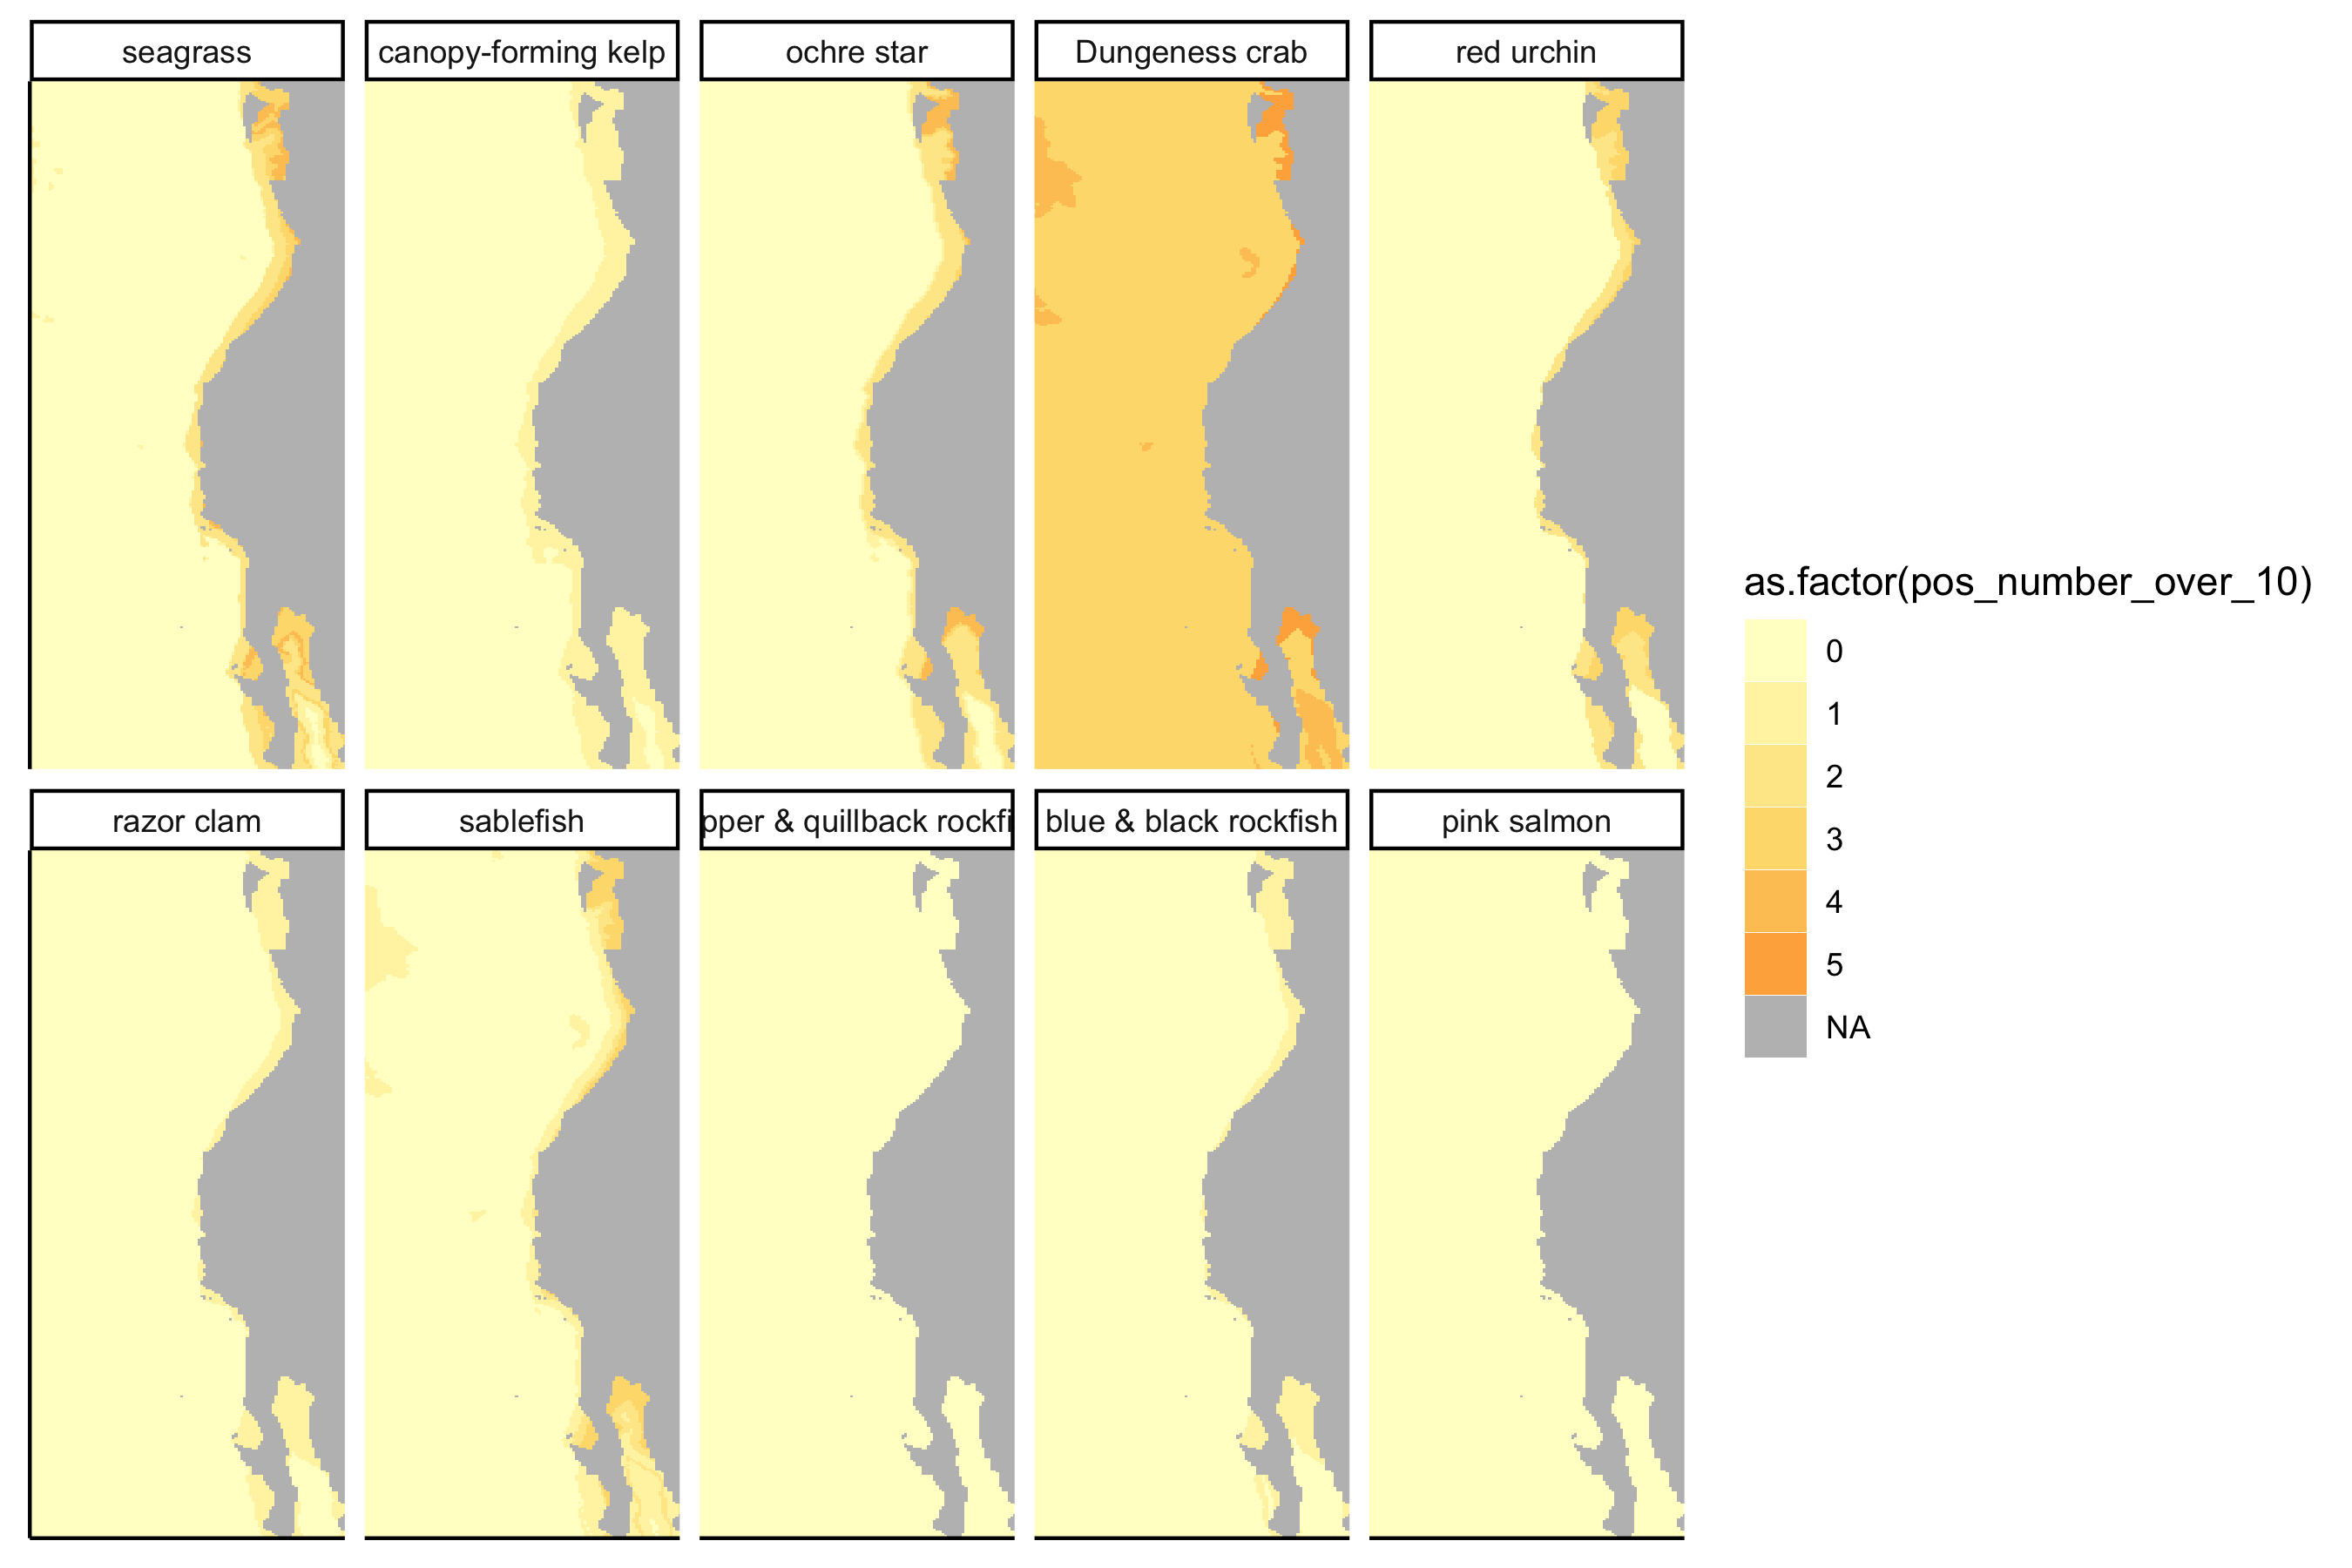 seagrass
canopy-forming kelp
ochre star
Dungeness crab
red urchin
razor clam
sablefish
pper & quillback rockfi
blue & black rockfish
pink salmon
as.factor(pos_number_over_10)
0
1
2
3
4
5
NA